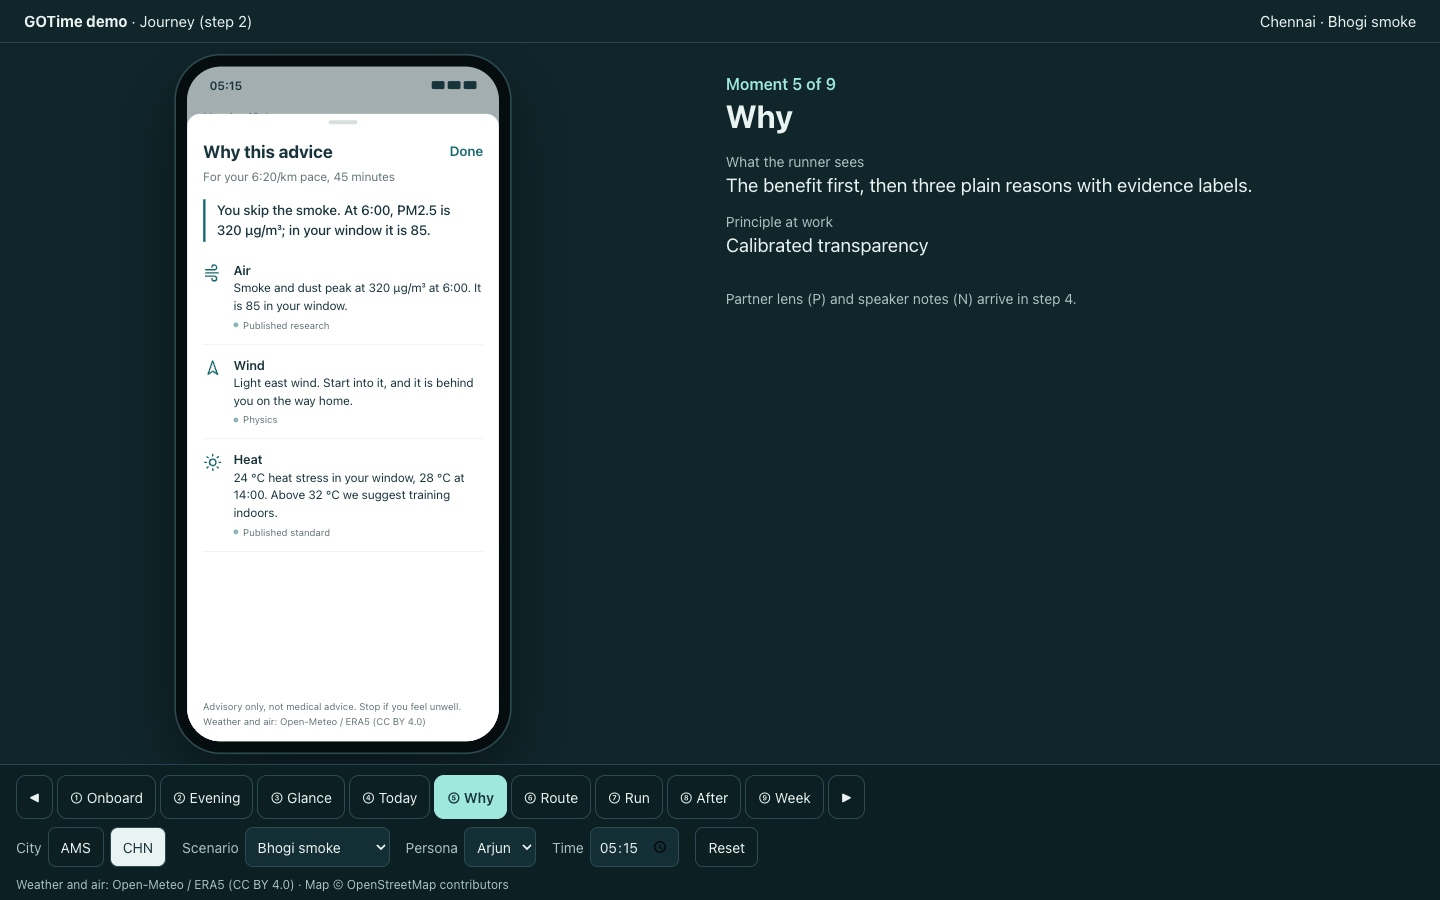 GOTime demo · Journey (step 2)
Chennai · Bhogi smoke
05:15
Why this advice
Done
For your 6:20/km pace, 45 minutes
You skip the smoke. At 6:00, PM2.5 is
320 µg/m³; in your window it is 85.
Air
Smoke and dust peak at 320 µg/m³ at 6:00. It
is 85 in your window.
Published research
Wind
Light east wind. Start into it, and it is behind
you on the way home.
Physics
Heat
24 °C heat stress in your window, 28 °C at
14:00. Above 32 °C we suggest training
indoors.
Published standard
Advisory only, not medical advice. Stop if you feel unwell.
Weather and air: Open-Meteo / ERA5 (CC BY 4.0)
Moment 5 of 9
Why
What the runner sees
The benefit first, then three plain reasons with evidence labels.
Principle at work
Calibrated transparency
Partner lens (P) and speaker notes (N) arrive in step 4.
◀ ① Onboard ② Evening ③ Glance ④ Today ⑤ Why ⑥ Route ⑦ Run ⑧ After ⑨ Week ▶
City AMS CHN Scenario Bhogi smoke Persona Arjun Time 05:15 Reset
Weather and air: Open-Meteo / ERA5 (CC BY 4.0) · Map © OpenStreetMap contributors